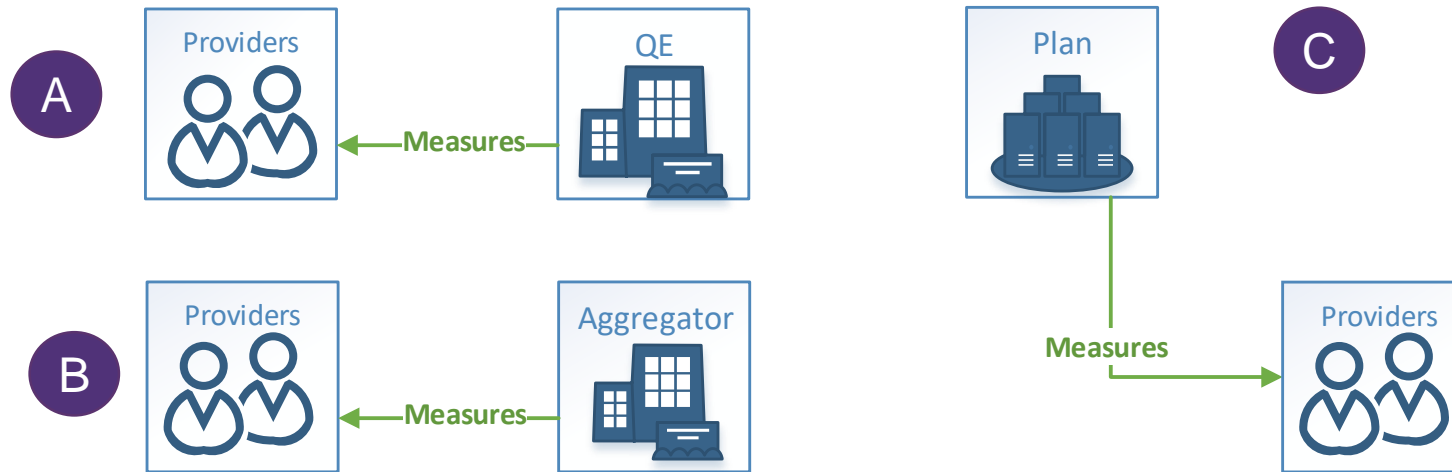 A
Providers
Measures
QE
Plan
C
B
Providers
Measures
Aggregator
Measures
Providers